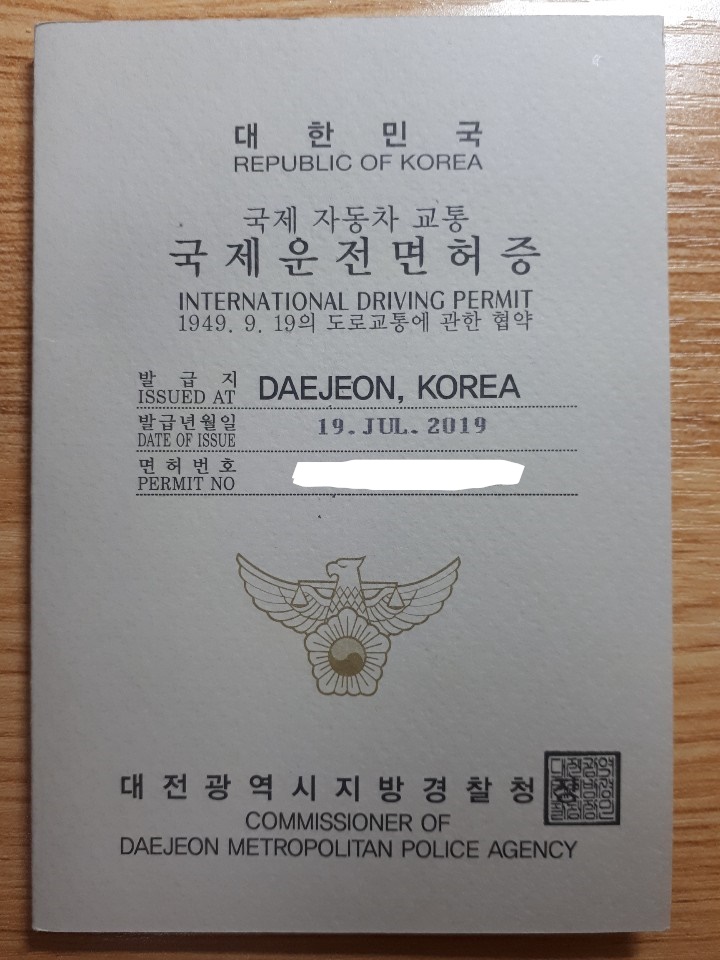 대한민국
REPUBLIC OF KOREA
국제 자동차 교통
국제운전면허증
INTERNATIONAL DRIVING PERMIT
1949. 9. 19의 도로교통에 관한 협약
발급지
ISSUED AT DAEJEON, KOREA
발급년월일
DATE OF ISSUE 19. JUL. 2019
면허번호
PERMIT NO
대전광역시지방경찰청장
COMMISSIONER OF
DAEJEON METROPOLITAN POLICE AGENCY